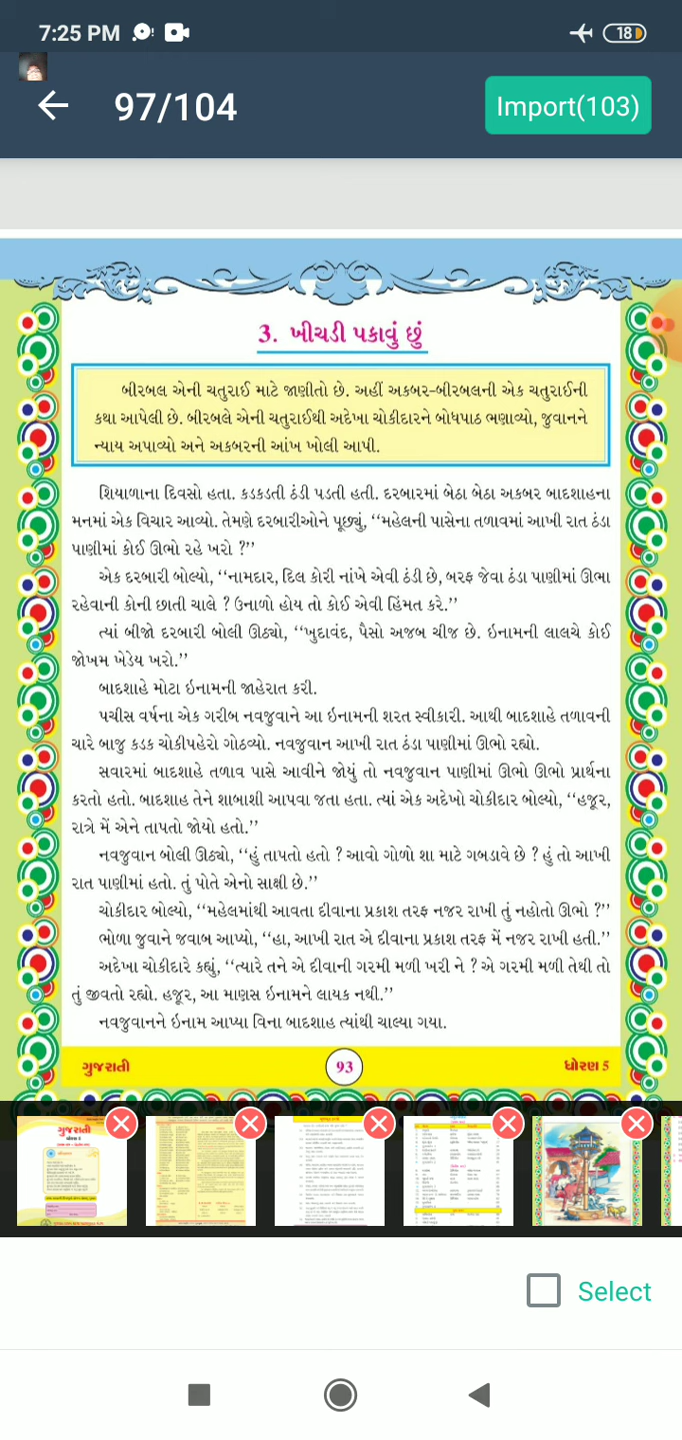 7:25 PM
18
97/104
Import(103)
3. ખીચડી પકાવું છું
બીરબલ એની ચતુરાઈ માટે જાણીતો છે. અહીં અકબર-બીરબલની એક ચતુરાઈની
કથા આપેલી છે. બીરબલે એની ચતુરાઈથી અદેખા ચોકીદારને બોધપાઠ ભણાવ્યો, જુવાનને
ન્યાય અપાવ્યો અને અકબરની આંખ ખોલી આપી.
શિયાળાના દિવસો હતા. કડકડતી ઠંડી પડતી હતી. દરબારમાં બેઠા બેઠા અકબર બાદશાહના
મનમાં એક વિચાર આવ્યો. તેમણે દરબારીઓને પૂછ્યું, “મહેલની પાસેના તળાવમાં આખી રાત ઠંડા
પાણીમાં કોઈ ઊભો રહે ખરો ?”
એક દરબારી બોલ્યો, “નામદાર, દિલ કોરી નાંખે એવી ઠંડી છે, બરફ જેવા ઠંડા પાણીમાં ઊભા
રહેવાની કોની છાતી ચાલે ? ઉનાળો હોય તો કોઈ એવી હિંમત કરે.”
ત્યાં બીજો દરબારી બોલી ઊઠ્યો, “ખુદાવંદ, પૈસો અજબ ચીજ છે. ઇનામની લાલચે કોઈ
જોખમ ખેડેય ખરો.”
બાદશાહે મોટા ઇનામની જાહેરાત કરી.
પચીસ વર્ષના એક ગરીબ નવજુવાને આ ઇનામની શરત સ્વીકારી. આથી બાદશાહે તળાવની
ચારે બાજુ કડક ચોકીપહેરો ગોઠવ્યો. નવજુવાન આખી રાત ઠંડા પાણીમાં ઊભો રહ્યો.
સવારમાં બાદશાહે તળાવ પાસે આવીને જોયું તો નવજુવાન પાણીમાં ઊભો ઊભો પ્રાર્થના
કરતો હતો. બાદશાહ તેને શાબાશી આપવા જતા હતા. ત્યાં એક અદેખો ચોકીદાર બોલ્યો, “હજૂર,
રાત્રે મેં એને તાપતો જોયો હતો.”
નવજુવાન બોલી ઊઠ્યો, “હું તાપતો હતો ? આવો ગોળો શા માટે ગબડાવે છે ? હું તો આખી
રાત પાણીમાં હતો. તું પોતે એનો સાક્ષી છે.”
ચોકીદાર બોલ્યો, “મહેલમાંથી આવતા દીવાના પ્રકાશ તરફ નજર રાખી તું નહોતો ઊભો ?”
ભોળા જુવાને જવાબ આપ્યો, “હા, આખી રાત એ દીવાના પ્રકાશ તરફ મેં નજર રાખી હતી.”
અદેખા ચોકીદારે કહ્યું, “ત્યારે તને એ દીવાની ગરમી મળી ખરી ને ? એ ગરમી મળી તેથી તો
તું જીવતો રહ્યો. હજૂર, આ માણસ ઇનામને લાયક નથી.”
નવજુવાનને ઇનામ આપ્યા વિના બાદશાહ ત્યાંથી ચાલ્યા ગયા.
ગુજરાતી
93
ધોરણ 5
ગુજરાતી
Select